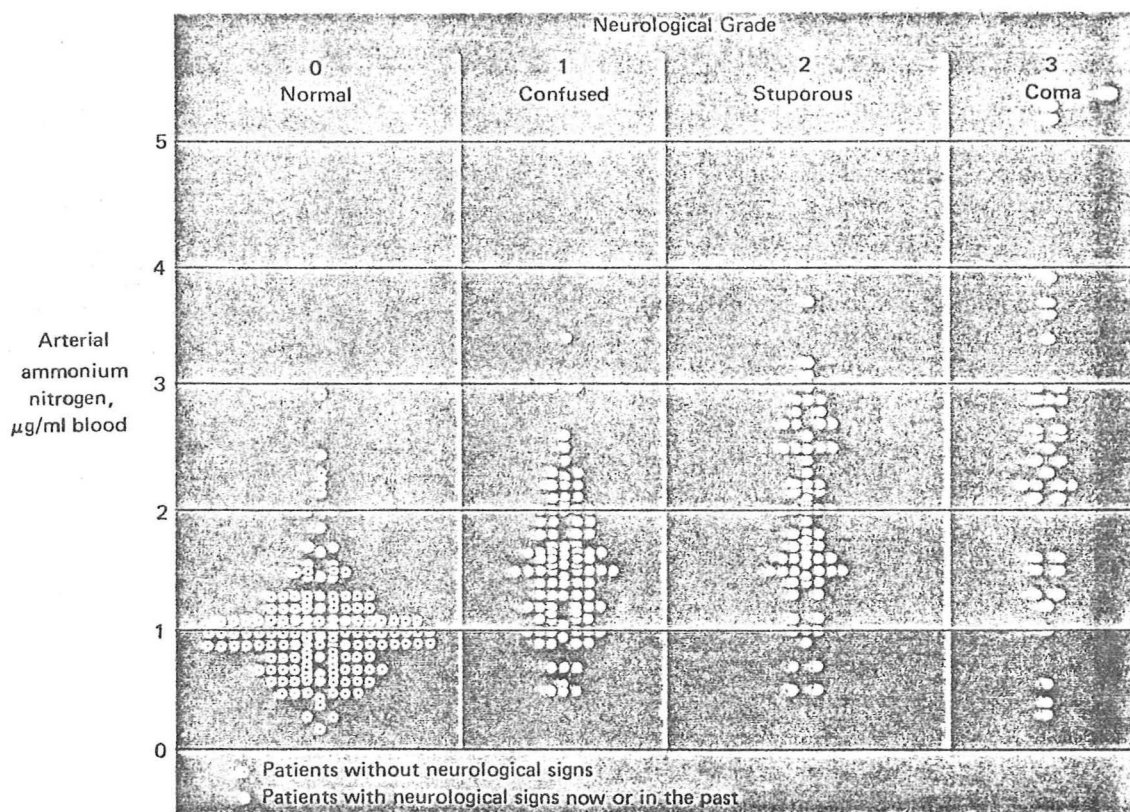 Neurological Grade
0 1 2 3
Normal Confused Stuporous Coma
5
4
Arterial
ammonium
nitrogen,
μg/ml blood
3
2
1
0
Patients without neurological signs
Patients with neurological signs now or in the past